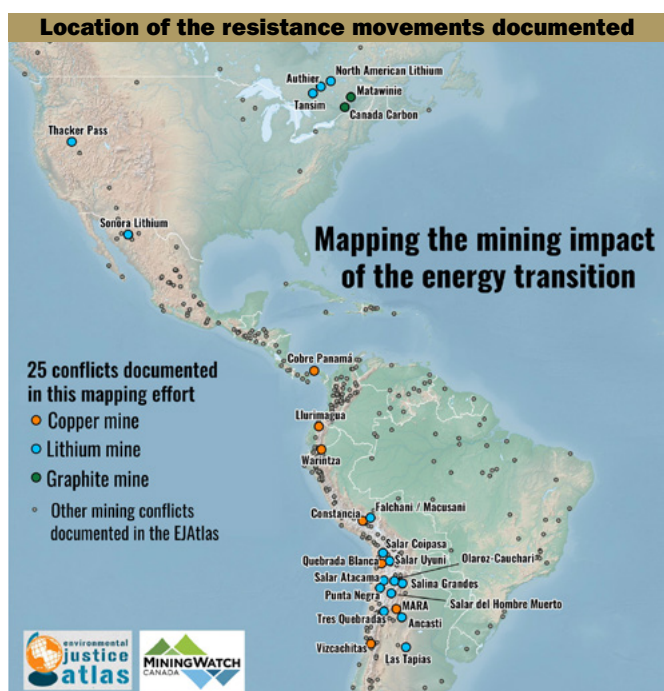 Location of the resistance movements documented
North American Lithium
Authier
Matawinie
Tansim
Canada Carbon
Thacker Pass
Sonora Lithium
Mapping the mining impact
of the energy transition
25 conflicts documented
in this mapping effort
Copper mine
Lithium mine
Graphite mine
Other mining conflicts
documented in the EJAtlas
Cobre Panamá
Llurimagua
Warintza
Constancia
Falchani / Macusani
Salar Coipasa
Quebrada Blanca
Salar Uyuni
Olaroz-Cauchari
Salar Atacama
Salina Grandes
Punta Negra
MARA
Salar del Hombre Muerto
Tres Quebradas
Ancasti
Vizcachitas
Las Tapias
environmental
justice
atlas
MININGWATCH
CANADA